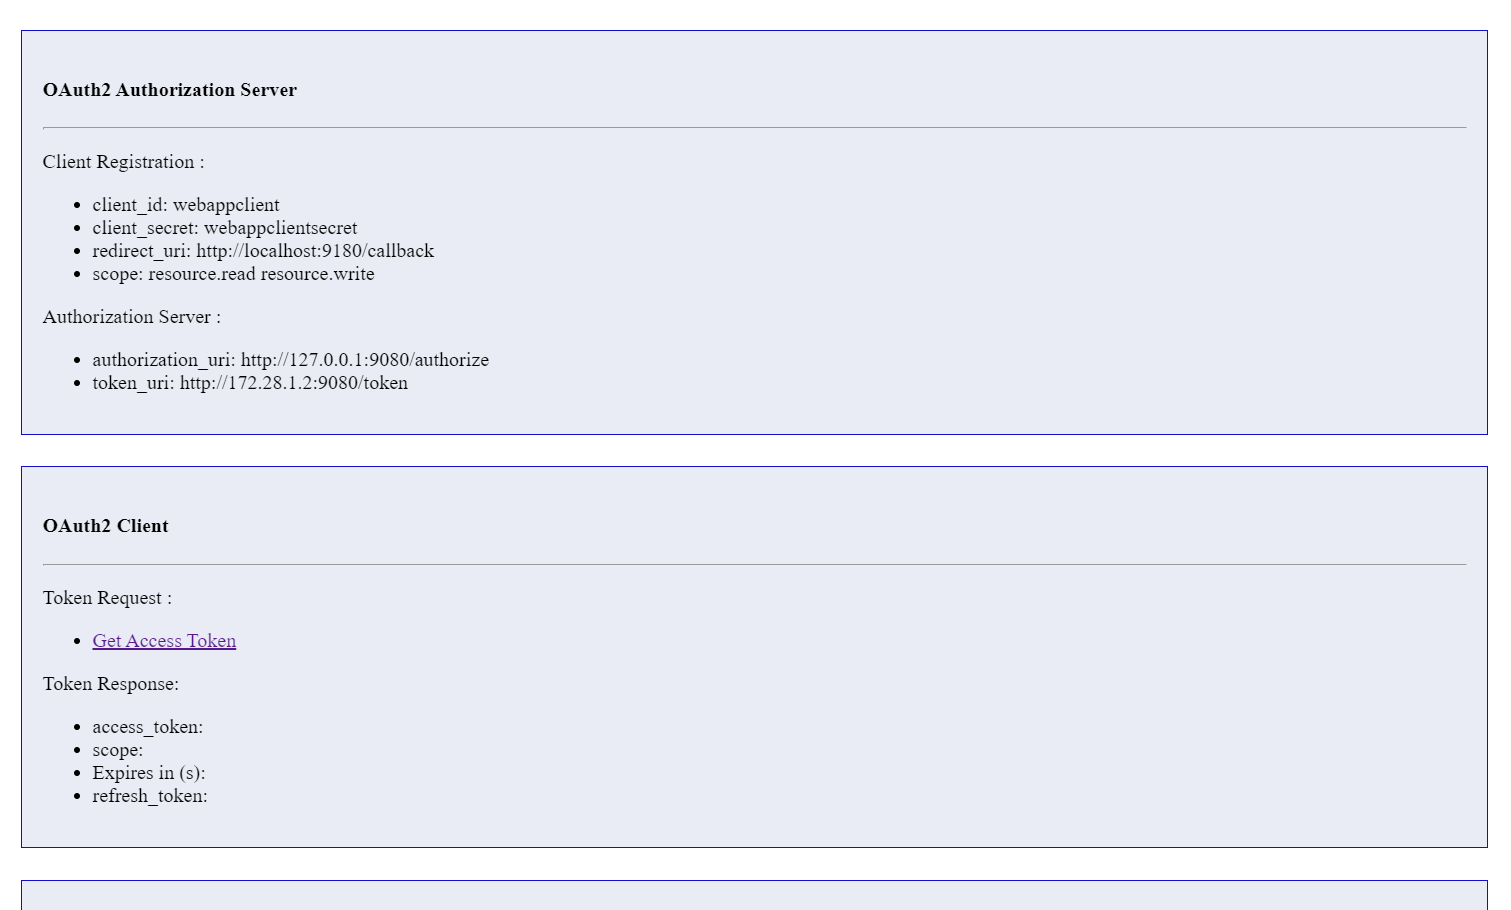 OAuth2 Authorization Server
Client Registration :
client_id: webappclient
client_secret: webappclientsecret
redirect_uri: http://localhost:9180/callback
scope: resource.read resource.write
Authorization Server :
authorization_uri: http://127.0.0.1:9080/authorize
token_uri: http://172.28.1.2:9080/token
OAuth2 Client
Token Request :
Get Access Token
Token Response:
access_token:
scope:
Expires in (s):
refresh_token: